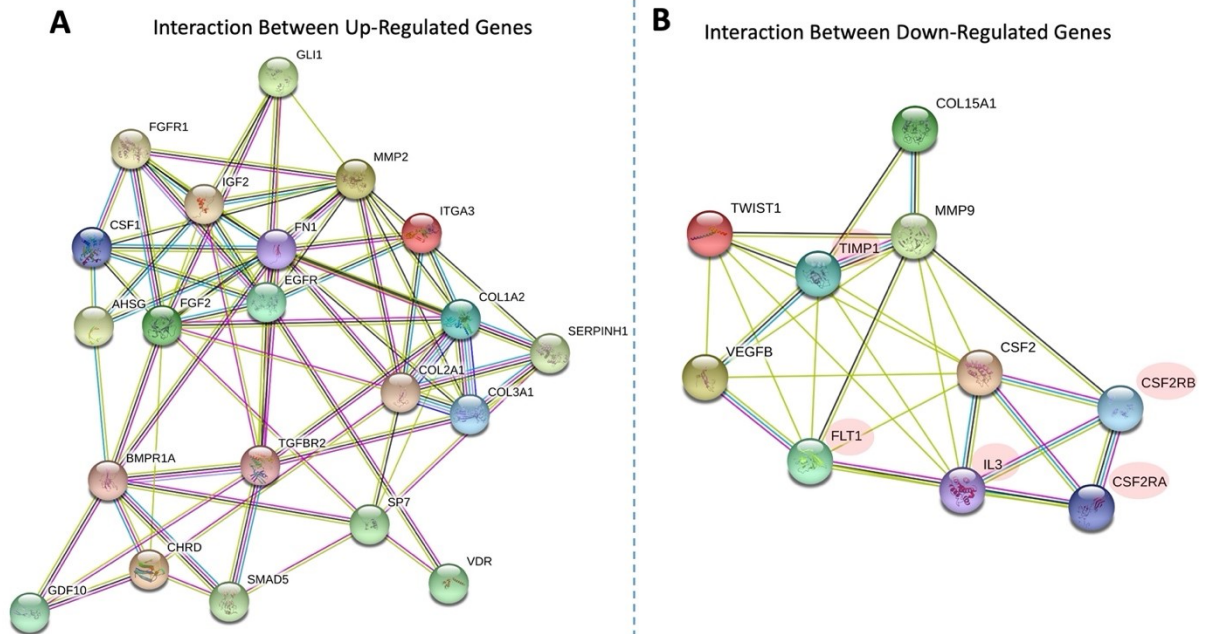 A
Interaction Between Up-Regulated Genes
GLI1
FGFR1
MMP2
IGF2
ITGA3
CSF1
FN1
EGFR
AHSG
FGF2
COL1A2
SERPINH1
COL2A1
COL3A1
TGFBR2
BMPR1A
SP7
CHRD
VDR
SMAD5
GDF10
B
Interaction Between Down-Regulated Genes
COL15A1
TWIST1
MMP9
TIMP1
VEGFB
CSF2
CSF2RB
FLT1
IL3
CSF2RA